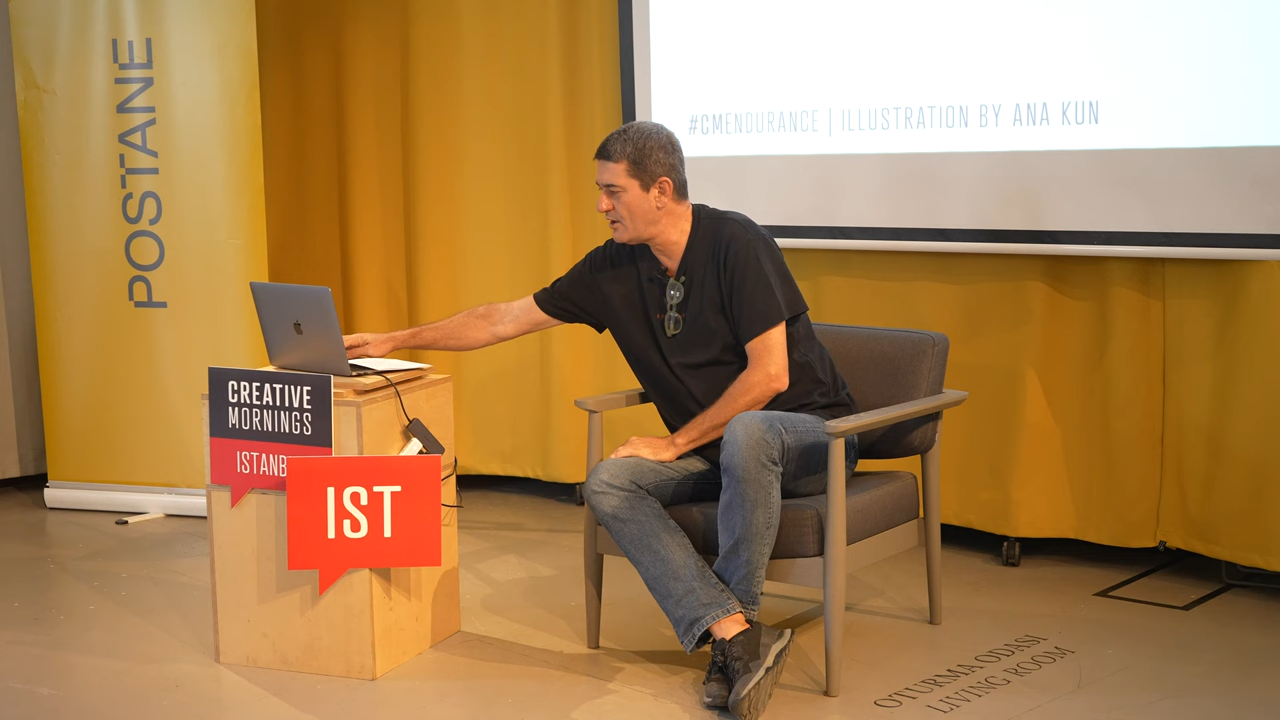 POSTANE
#CMENDURANCE | ILLUSTRATION BY ANA KUN
CREATIVE
MORNINGS
ISTANB
IST
OTURMA ODASI
LIVING ROOM